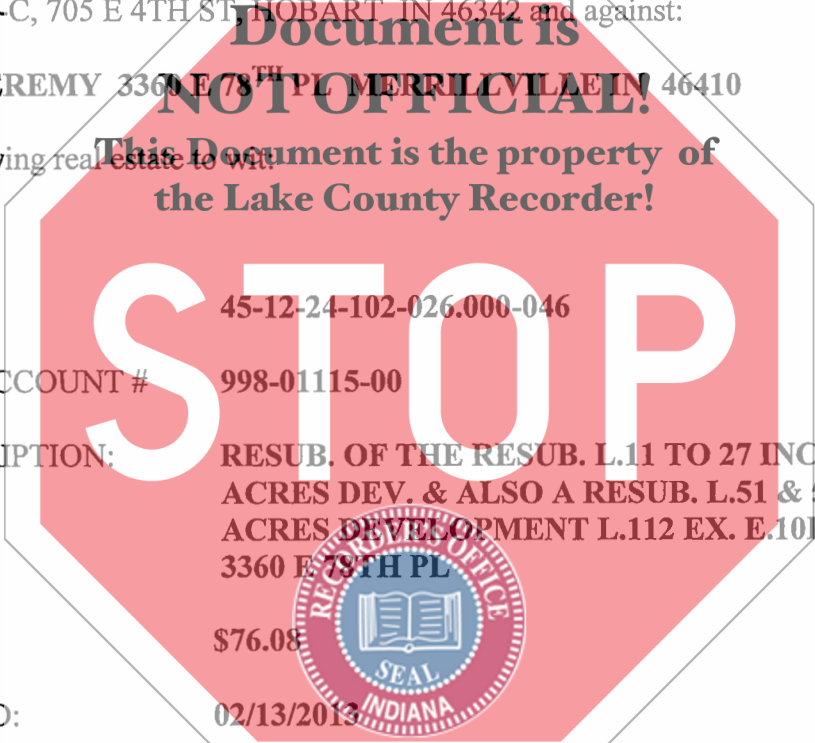 -C, 705 E 4TH ST, HOBART IN 46342 and against:
Document is
EREMY 3360 E 78TH PL MERRILLVILLE IN 46410
NOT OFFICIAL!
ving real estate to wit:
This Document is the property of
the Lake County Recorder!
STOP
45-12-24-102-026.000-046
CCOUNT # 998-01115-00
IPTION: RESUB. OF THE RESUB. L.11 TO 27 INC
ACRES DEV. & ALSO A RESUB. L.51 &
ACRES DEVELOPMENT L.112 EX. E.10
3360 E 78TH PL
RECORDER'S OFFICE
$76.08
SEAL
INDIANA
D: 02/13/2013